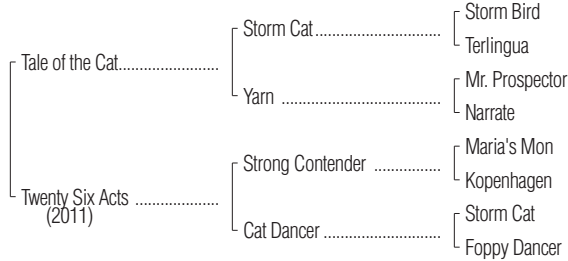 Storm Bird
Storm Cat
Terlingua
Tale of the Cat
Mr. Prospector
Yarn
Narrate
Maria's Mon
Strong Contender
Kopenhagen
Twenty Six Acts
(2011)
Storm Cat
Cat Dancer
Foppy Dancer